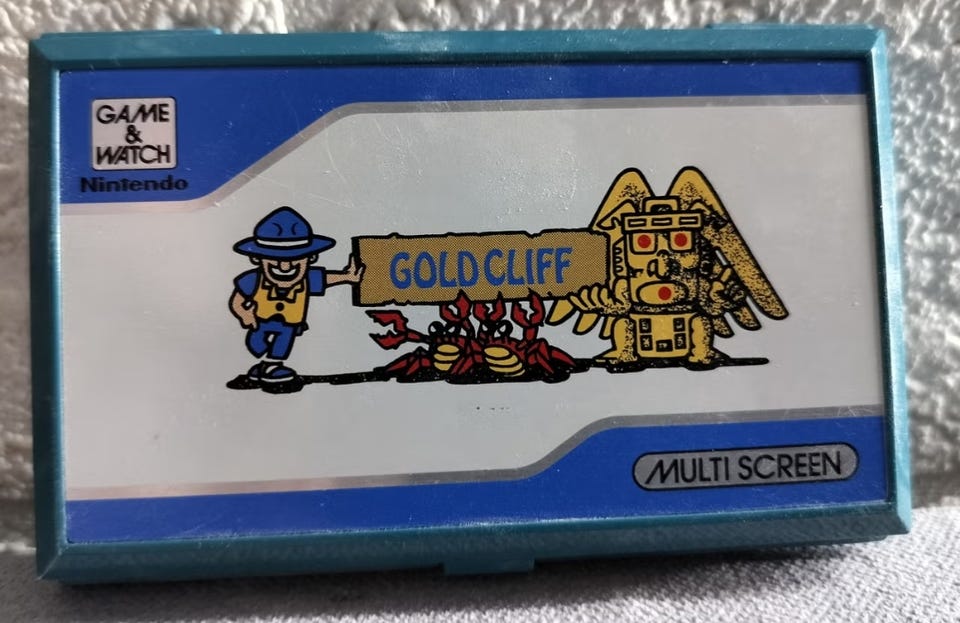 GAME
&
WATCH
Nintendo
GOLD CLIFF
MULTI SCREEN